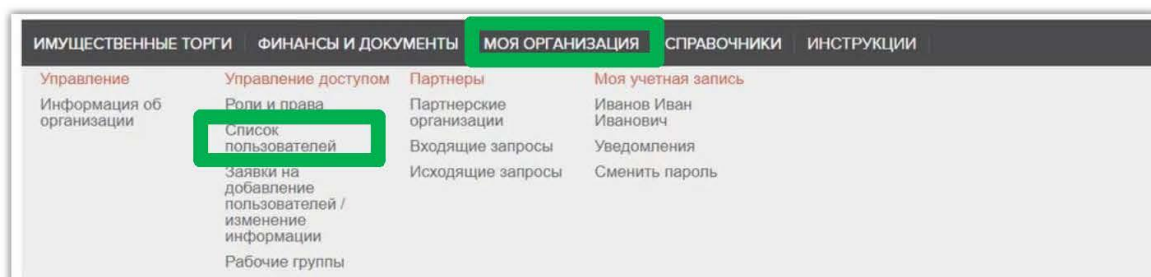 ИМУЩЕСТВЕННЫЕ ТОРГИ ФИНАНСЫ И ДОКУМЕНТЫ МОЯ ОРГАНИЗАЦИЯ СПРАВОЧНИКИ ИНСТРУКЦИИ
Управление
Информация об
организации
Управление доступом
Роли и права
Список
пользователей
Заявки на
добавление
пользователей /
изменение
информации
Рабочие группы
Партнеры
Партнерские
организации
Входящие запросы
Исходящие запросы
Моя учетная запись
Иванов Иван
Иванович
Уведомления
Сменить пароль